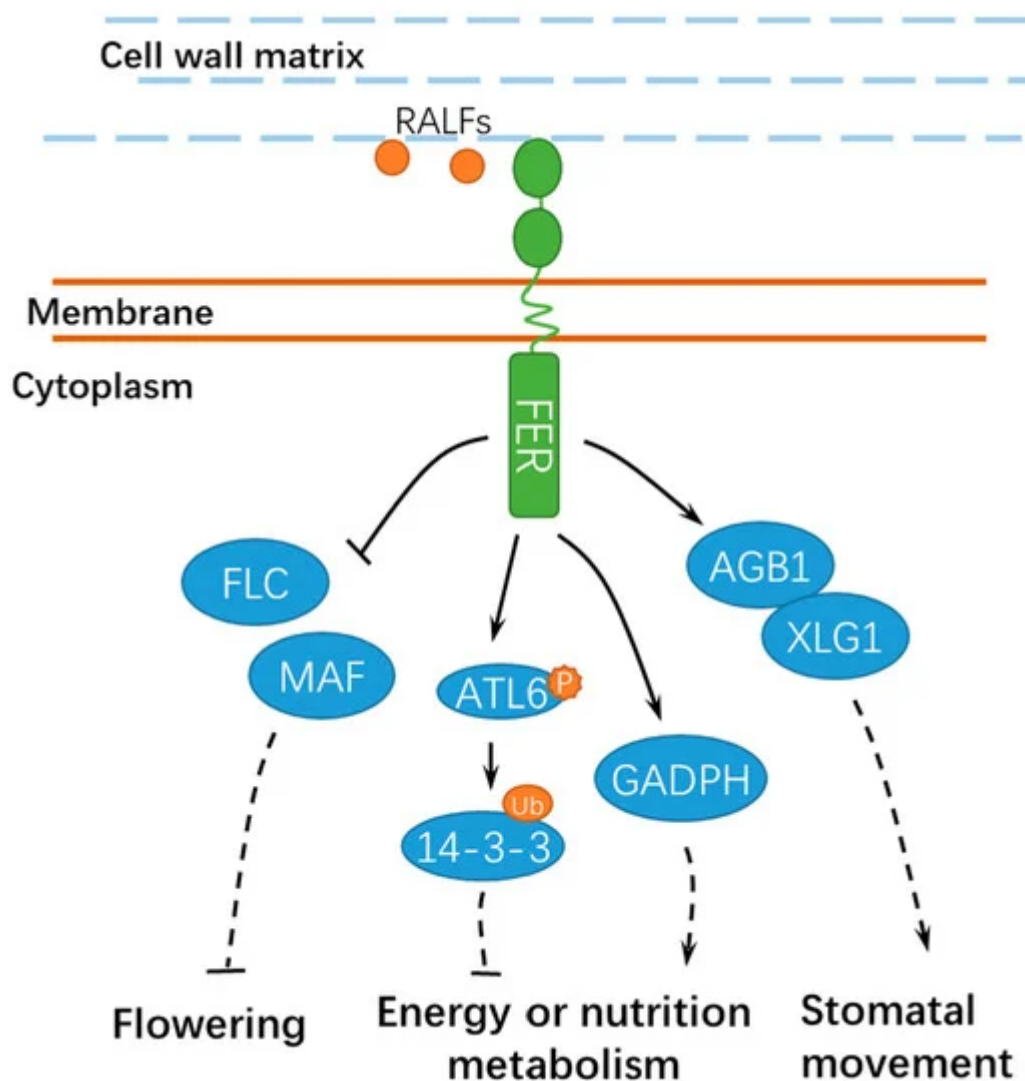 Cell wall matrix
RALFs
Membrane
Cytoplasm
FER
FLC
AGB1
XLG1
MAF
ATL6
P
GADPH
Ub
14-3-3
Flowering
Energy or nutrition
metabolism
Stomatal
movement